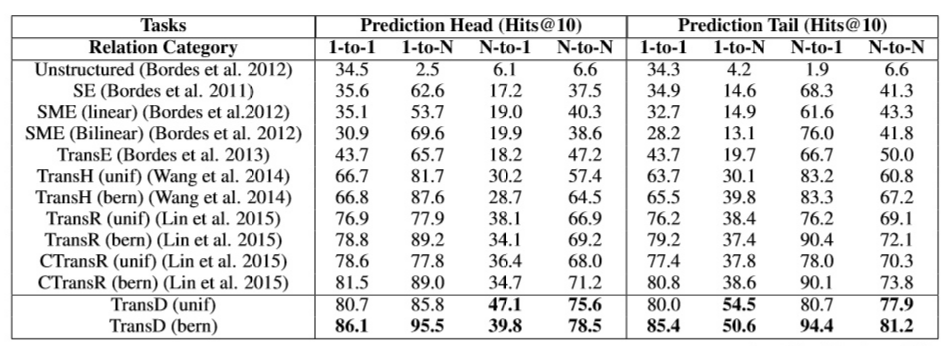 Tasks Prediction Head (Hits@10) Prediction Tail (Hits@10)
Relation Category 1-to-1 1-to-N N-to-1 N-to-N 1-to-1 1-to-N N-to-1 N-to-N
Unstructured (Bordes et al. 2012) 34.5 2.5 6.1 6.6 34.3 4.2 1.9 6.6
SE (Bordes et al. 2011) 35.6 62.6 17.2 37.5 34.9 14.6 68.3 41.3
SME (linear) (Bordes et al.2012) 35.1 53.7 19.0 40.3 32.7 14.9 61.6 43.3
SME (Bilinear) (Bordes et al. 2012) 30.9 69.6 19.9 38.6 28.2 13.1 76.0 41.8
TransE (Bordes et al. 2013) 43.7 65.7 18.2 47.2 43.7 19.7 66.7 50.0
TransH (unif) (Wang et al. 2014) 66.7 81.7 30.2 57.4 63.7 30.1 83.2 60.8
TransH (bern) (Wang et al. 2014) 66.8 87.6 28.7 64.5 65.5 39.8 83.3 67.2
TransR (unif) (Lin et al. 2015) 76.9 77.9 38.1 66.9 76.2 38.4 76.2 69.1
TransR (bern) (Lin et al. 2015) 78.8 89.2 34.1 69.2 79.2 37.4 90.4 72.1
CTransR (unif) (Lin et al. 2015) 78.6 77.8 36.4 68.0 77.4 37.8 78.0 70.3
CTransR (bern) (Lin et al. 2015) 81.5 89.0 34.7 71.2 80.8 38.6 90.1 73.8
TransD (unif) 80.7 85.8 47.1 75.6 80.0 54.5 80.7 77.9
TransD (bern) 86.1 95.5 39.8 78.5 85.4 50.6 94.4 81.2